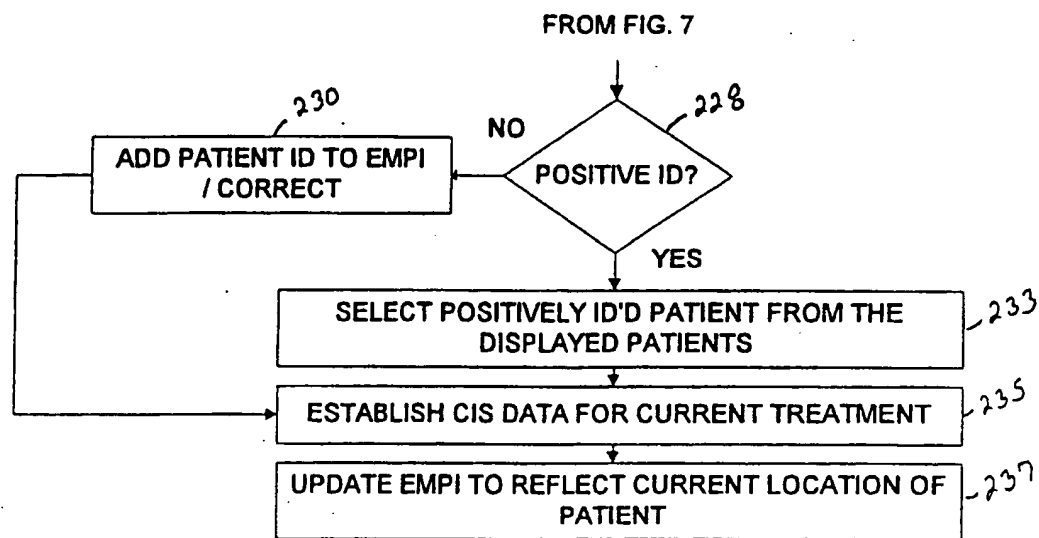 FROM FIG. 7
228
230
NO
ADD PATIENT ID TO EMPI
/ CORRECT
POSITIVE ID?
YES
SELECT POSITIVELY ID'D PATIENT FROM THE
DISPLAYED PATIENTS
233
ESTABLISH CIS DATA FOR CURRENT TREATMENT
235
UPDATE EMPI TO REFLECT CURRENT LOCATION OF
PATIENT
237